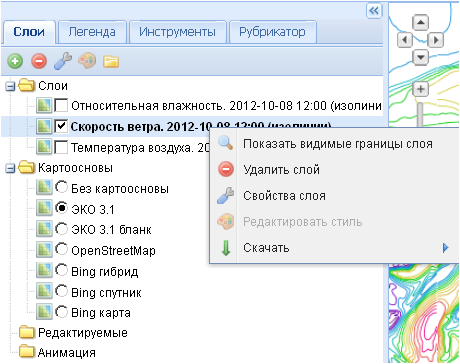 Слои Легенда Инструменты Рубрикатор
Слои
Относительная влажность. 2012-10-08 12:00 (изолини
Скорость ветра. 2012-10-08 12:00 (изолинии)
Температура воздуха. 20
Показать видимые границы слоя
Удалить слой
Свойства слоя
Редактировать стиль
Скачать
Картоосновы
Без картоосновы
ЭКО 3.1
ЭКО 3.1 бланк
OpenStreetMap
Bing гибрид
Bing спутник
Bing карта
Редактируемые
Анимация